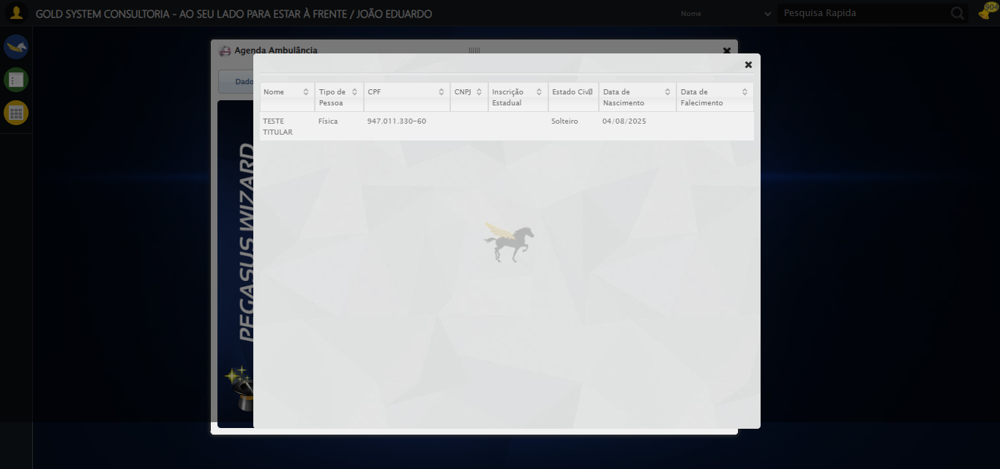 GOLD SYSTEM CONSULTORIA - AO SEU LADO PARA ESTAR À FRENTE / JOÃO EDUARDO
Nome
Pesquisa Rapida
904
Agenda Ambulância
Dado
Nome
Tipo de
Pessoa
CPF
CNPJ
Inscrição
Estadual
Estado Civil
Data de
Nascimento
Data de
Falecimento
TESTE
TITULAR
Física
947.011.330-60
Solteiro
04/08/2025
PEGASUS WIZARD